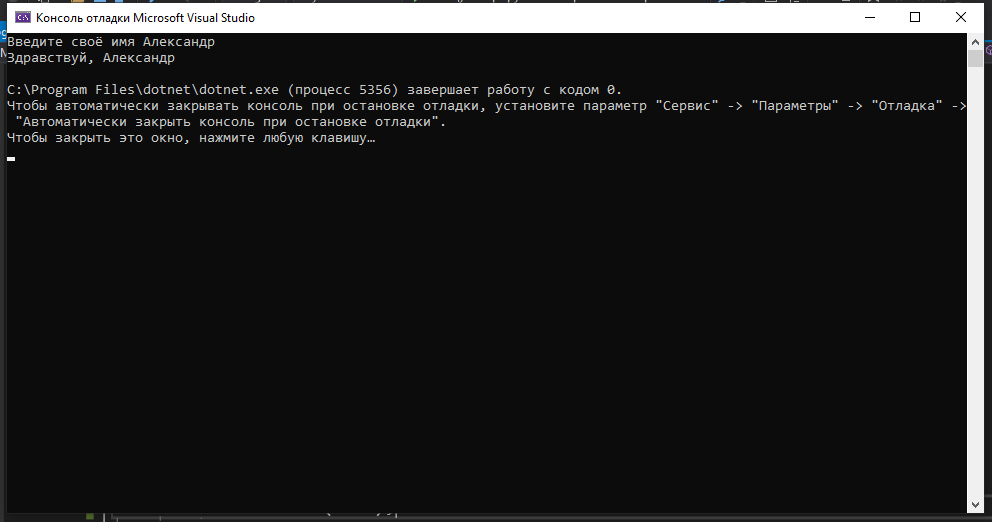 Консоль отладки Microsoft Visual Studio
Введите своё имя Александр
Здравствуй, Александр
C:\Program Files\dotnet\dotnet.exe (процесс 5356) завершает работу с кодом 0.
Чтобы автоматически закрывать консоль при остановке отладки, установите параметр "Сервис" -> "Параметры" -> "Отладка" ->
"Автоматически закрыть консоль при остановке отладки".
Чтобы закрыть это окно, нажмите любую клавишу…